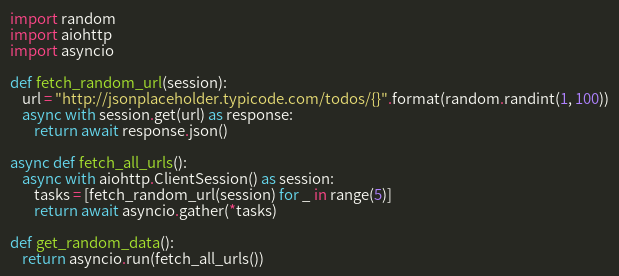 import random
import aiohttp
import asyncio

def fetch_random_url(session):
    url = "http://jsonplaceholder.typicode.com/todos/{}".format(random.randint(1, 100))
    async with session.get(url) as response:
        return await response.json()

async def fetch_all_urls():
    async with aiohttp.ClientSession() as session:
        tasks = [fetch_random_url(session) for _ in range(5)]
        return await asyncio.gather(*tasks)

def get_random_data():
    return asyncio.run(fetch_all_urls())